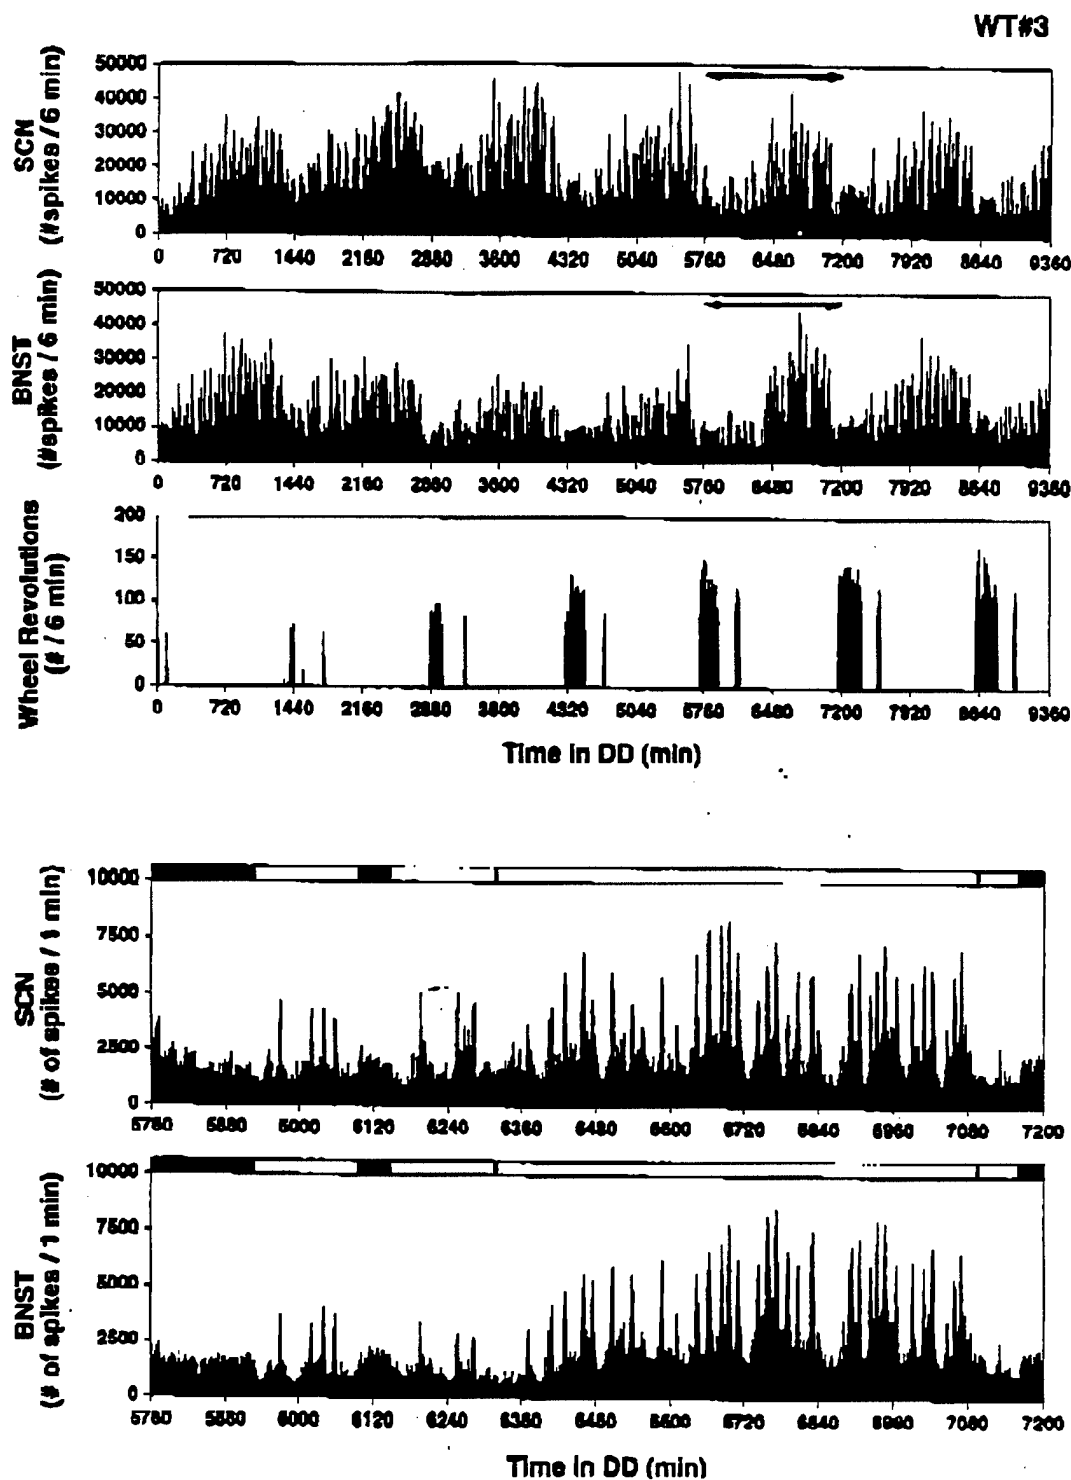 WT#3
SCN
(#spikes / 6 min)
50000
40000
30000
20000
10000
0
0 720 1440 2160 2880 3600 4320 5040 5760 6480 7200 7920 8640 9360
BNST
(#spikes / 6 min)
50000
40000
30000
20000
10000
0
0 720 1440 2160 2880 3600 4320 5040 5760 6480 7200 7920 8640 9360
Wheel Revolutions
(# / 6 min)
200
150
100
50
0
0 720 1440 2160 2880 3600 4320 5040 5760 6480 7200 7920 8640 9360
Time in DD (min)
SCN
(# of spikes / 1 min)
10000
7500
5000
2500
0
5760 5880 6000 6120 6240 6360 6480 6600 6720 6840 6960 7080 7200
BNST
(# of spikes / 1 min)
10000
7500
5000
2500
0
5760 5880 6000 6120 6240 6360 6480 6600 6720 6840 6960 7080 7200
Time in DD (min)